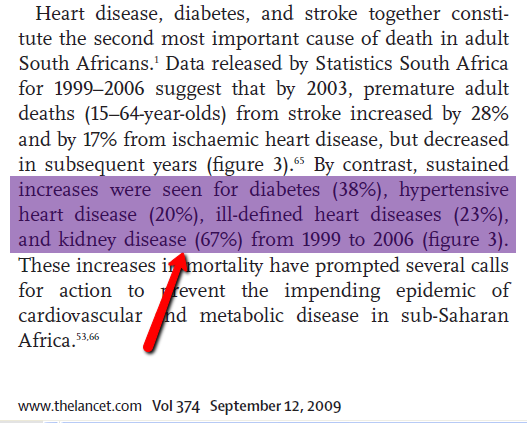 Heart disease, diabetes, and stroke together consti-
tute the second most important cause of death in adult
South Africans.¹ Data released by Statistics South Africa
for 1999–2006 suggest that by 2003, premature adult
deaths (15–64-year-olds) from stroke increased by 28%
and by 17% from ischaemic heart disease, but decreased
in subsequent years (figure 3).⁶⁵ By contrast, sustained
increases were seen for diabetes (38%), hypertensive
heart disease (20%), ill-defined heart diseases (23%),
and kidney disease (67%) from 1999 to 2006 (figure 3).
These increases in mortality have prompted several calls
for action to prevent the impending epidemic of
cardiovascular and metabolic disease in sub-Saharan
Africa.⁵³,⁶⁶
www.thelancet.com Vol 374 September 12, 2009